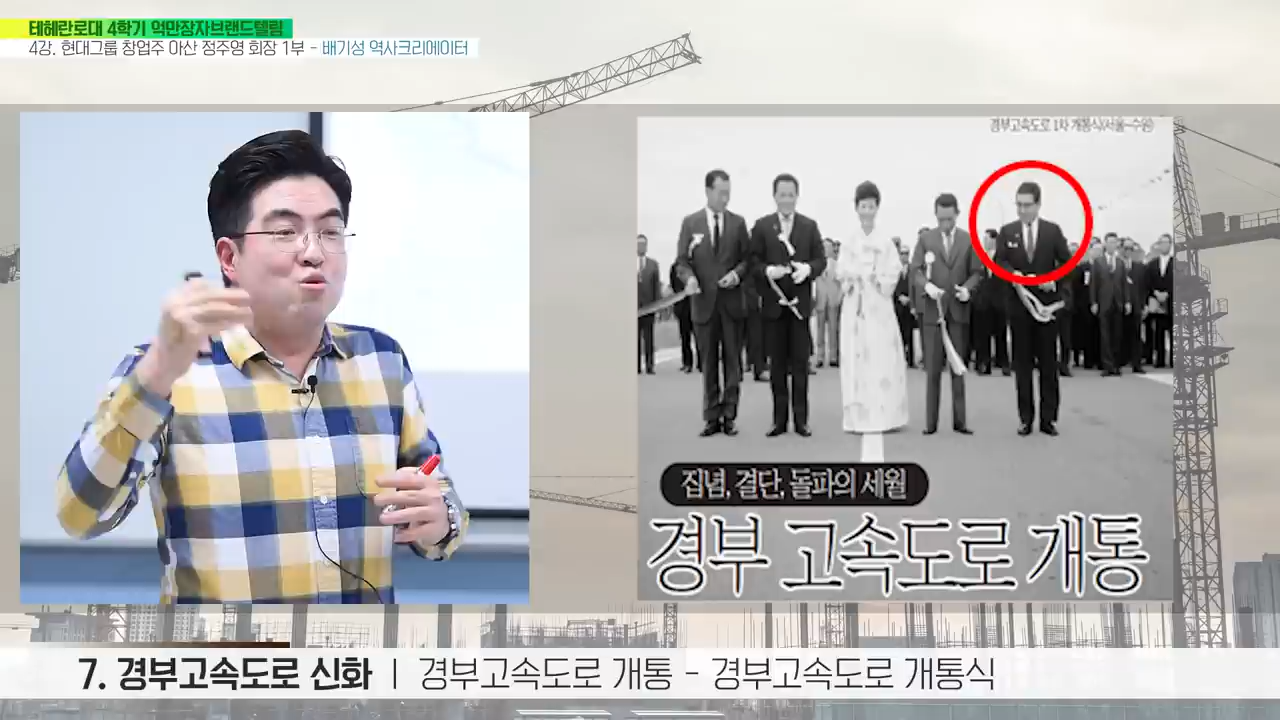 테헤란로대 4학기 억만장자브랜드텔링
4강. 현대그룹 창업주 아산 정주영 회장 1부 - 배기성 역사크리에이터
경부고속도로 1차 개통식(서울~수원)
집념, 결단, 돌파의 세월
경부 고속도로 개통
7. 경부고속도로 신화 ㅣ 경부고속도로 개통 - 경부고속도로 개통식